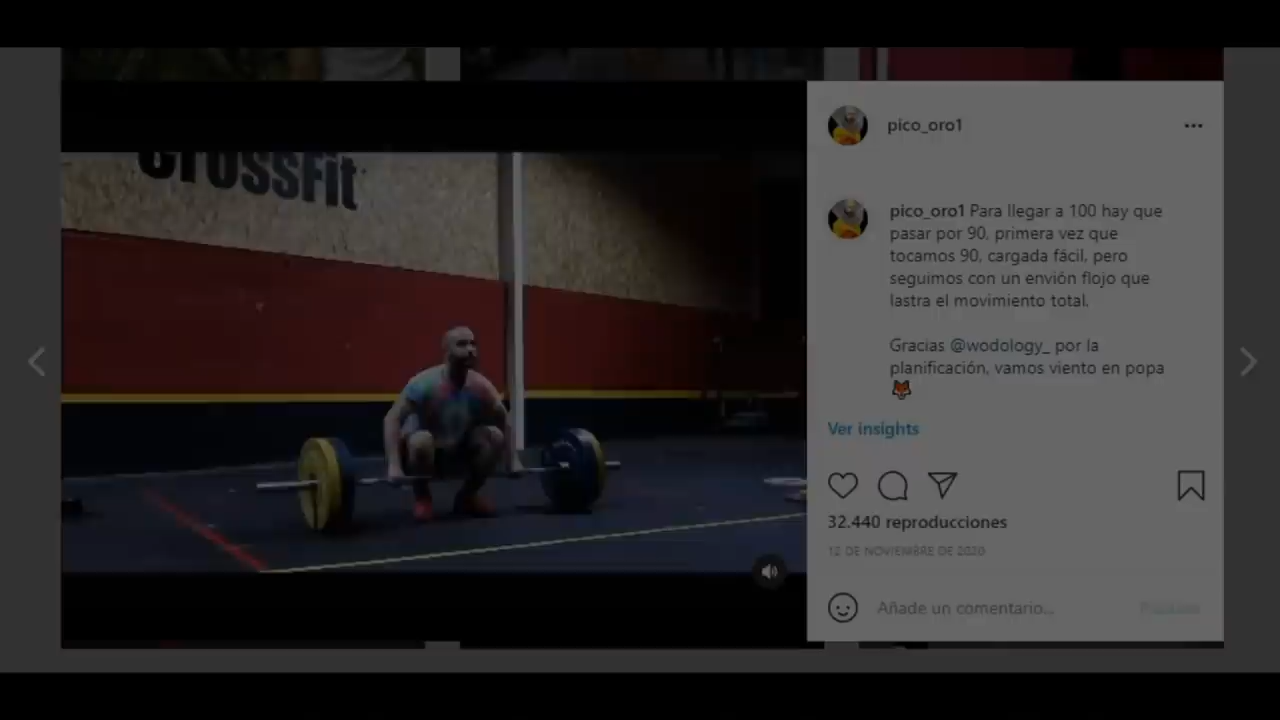 CrossFit
pico_oro1
pico_oro1 Para llegar a 100 hay que
pasar por 90, primera vez que
tocamos 90, cargada fácil, pero
seguimos con un envión flojo que
lastra el movimiento total.
Gracias @wodology_ por la
planificación, vamos viento en popa
Ver insights
32.440 reproducciones
12 DE NOVIEMBRE DE 2020
Añade un comentario...
Publicar